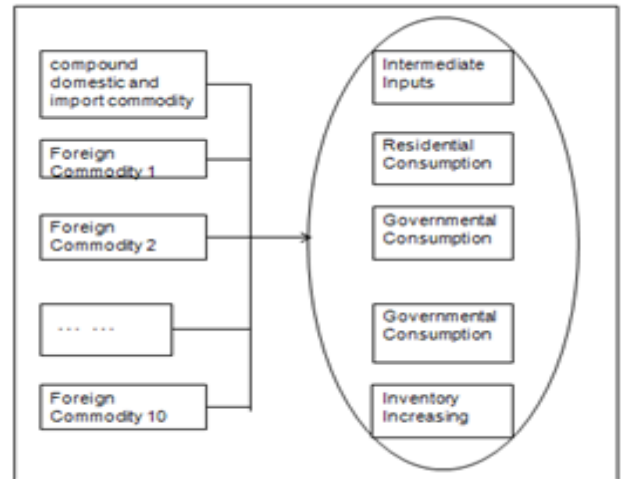 compound
domestic and
import commodity
Foreign
Commodity 1
Foreign
Commodity 2
... ...
Foreign
Commodity 10
Intermediate
Inputs
Residential
Consumption
Governmental
Consumption
Governmental
Consumption
Inventory
Increasing